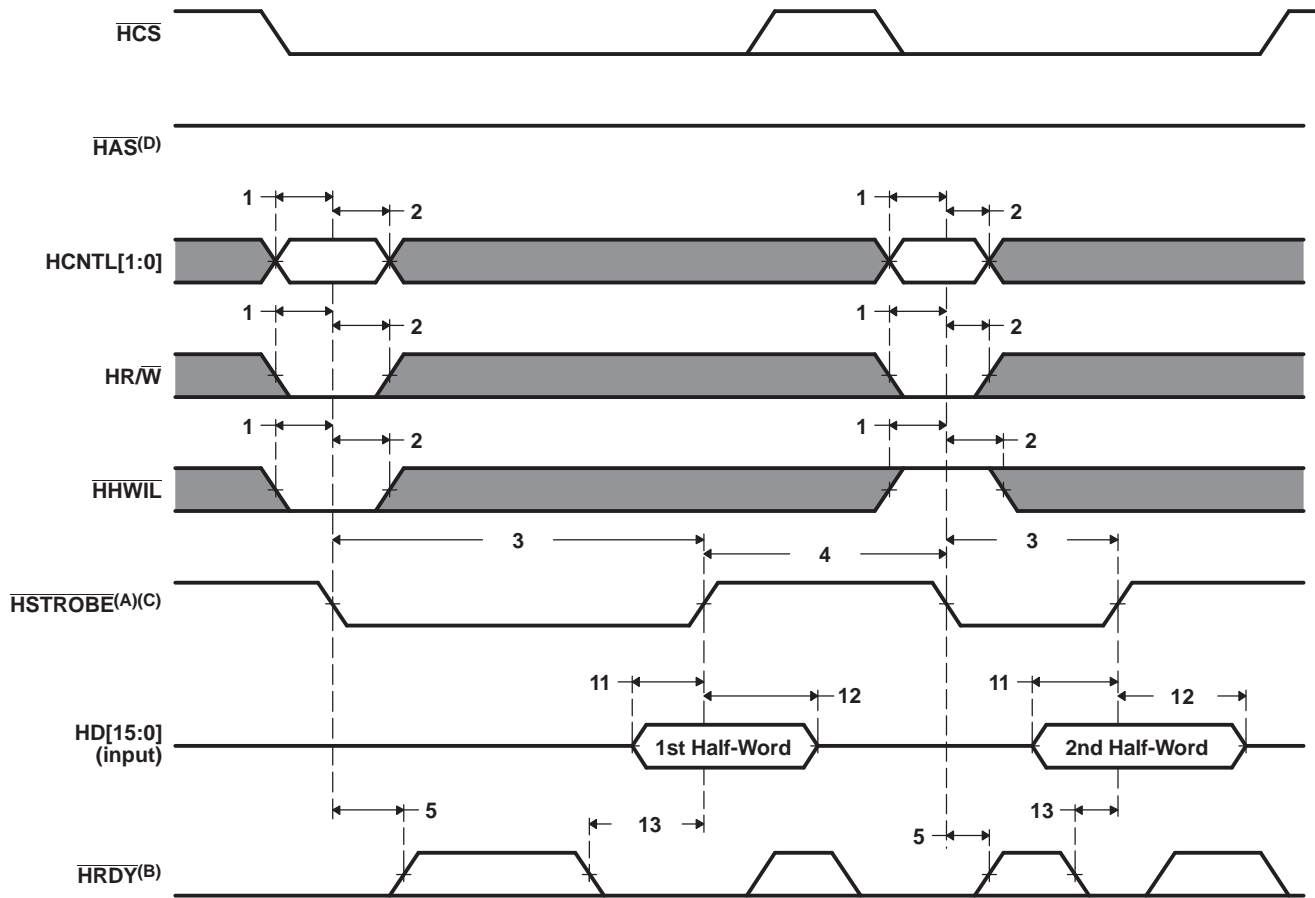 HCS
HAS(D)
1 1
2 2
HCNTL[1:0]
1 1
2 2
HR/W
1 1
2 2
HHWIL
3 4 3
HSTROBE(A)(C)
11 12 11 12
HD[15:0]
(input)
1st Half-Word 2nd Half-Word
5 13 5 13
HRDY(B)